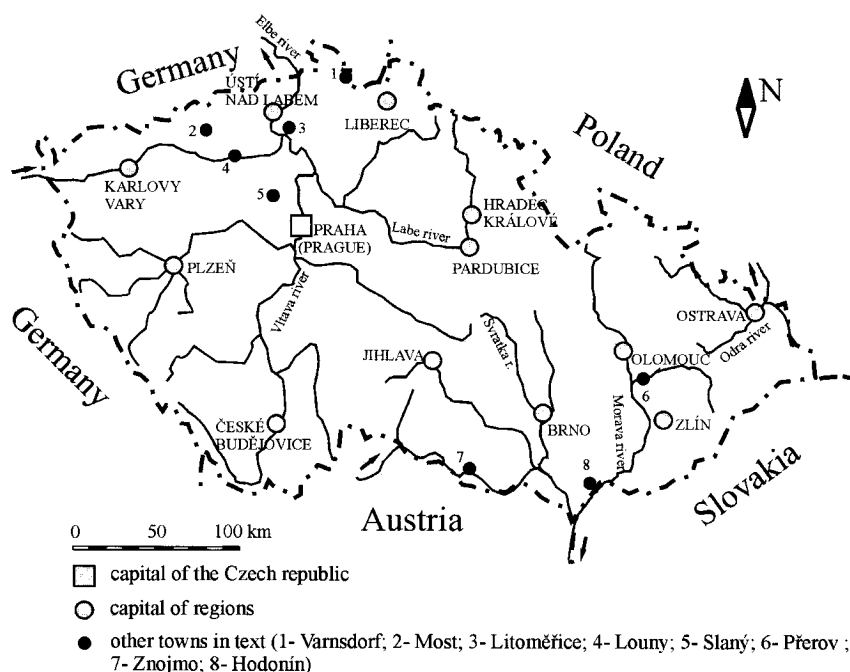 Elbe river
Germany
ÚSTÍ
NAD LABEM
1
N
2
3
LIBEREC
Poland
4
KARLOVY
VARY
5
HRADEC
KRÁLOVÉ
Labe river
PRAHA
(PRAGUE)
PARDUBICE
PLZEŇ
Vltava river
Germany
Svratka r.
OSTRAVA
Odra river
JIHLAVA
OLOMOUC
6
Morava river
ČESKÉ
BUDĚJOVICE
BRNO
ZLÍN
7
8
Slovakia
Austria
0 50 100 km
capital of the Czech republic
capital of regions
other towns in text (1- Varnsdorf; 2- Most; 3- Litoměřice; 4- Louny; 5- Slaný; 6- Přerov ;
7- Znojmo; 8- Hodonín)